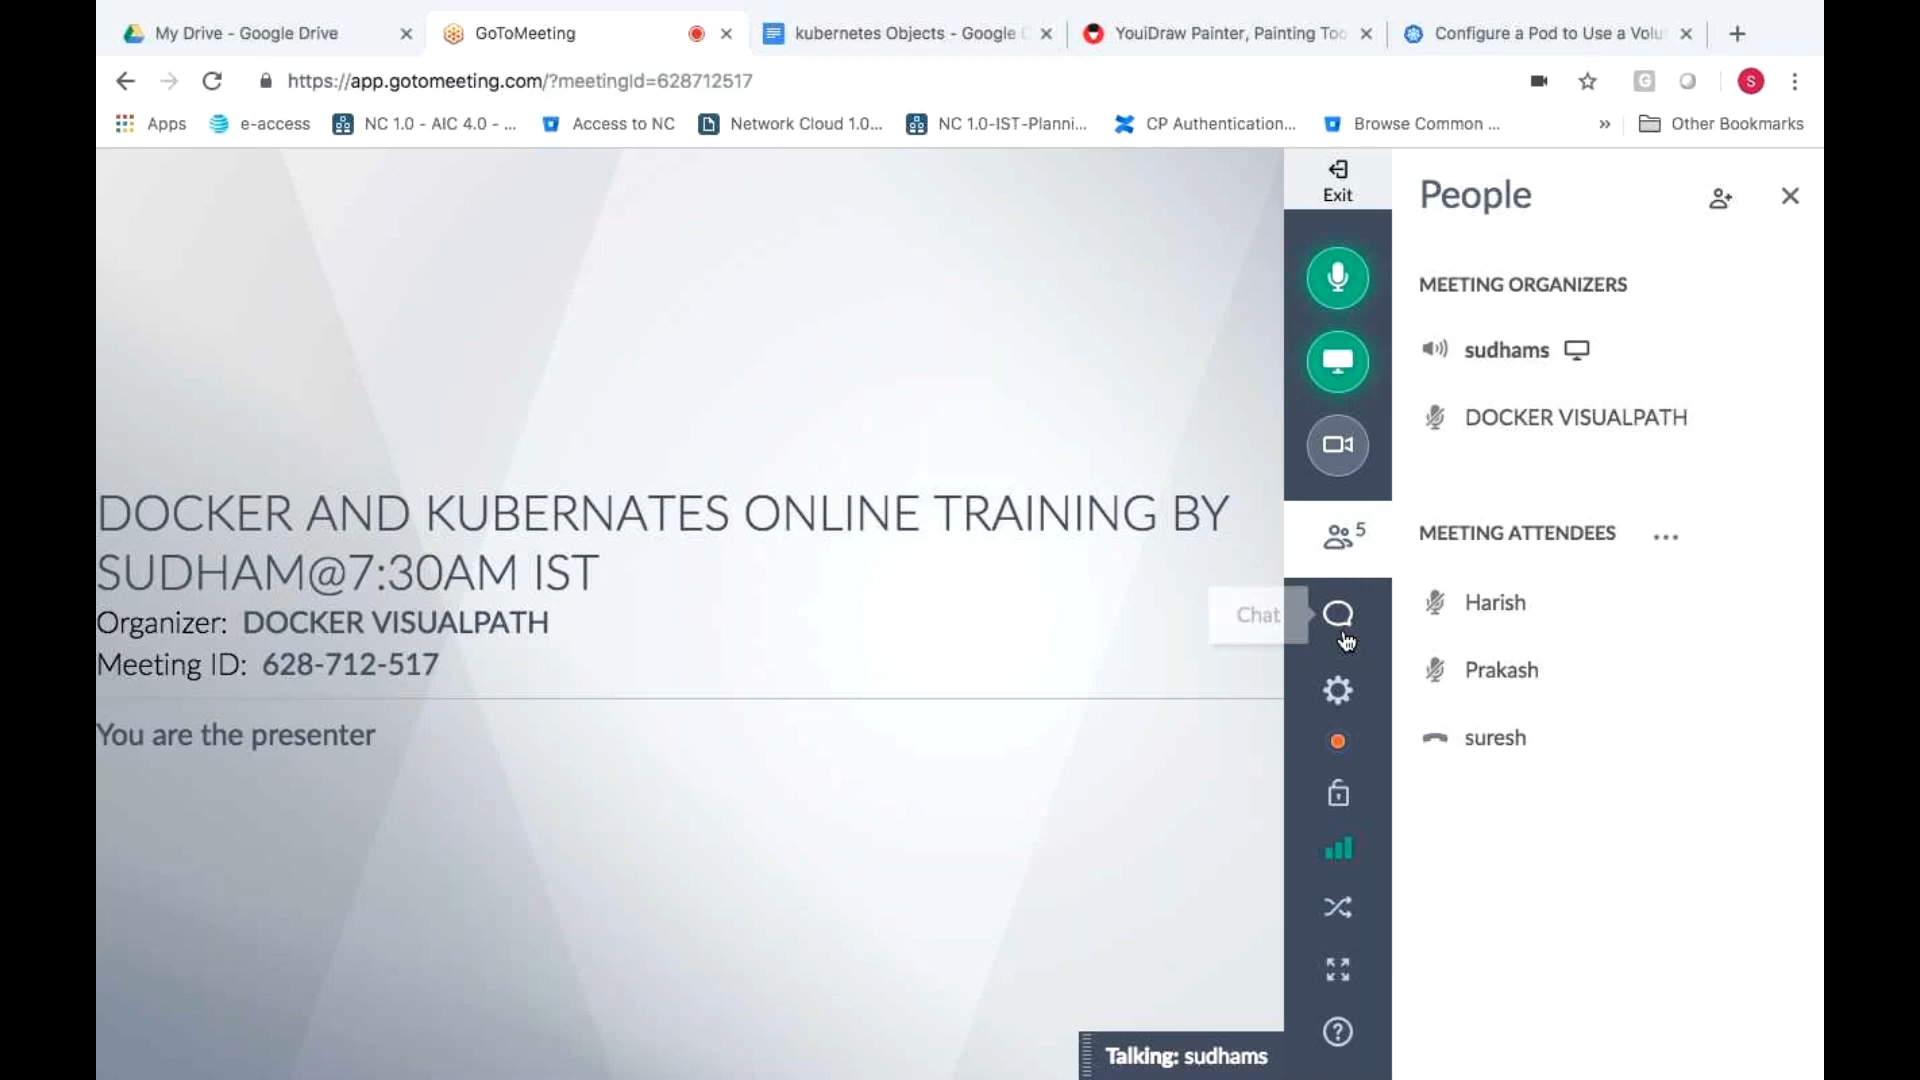 My Drive - Google Drive
GoToMeeting
kubernetes Objects - Google
YouiDraw Painter, Painting Too
Configure a Pod to Use a Volu
https://app.gotomeeting.com/?meetingId=628712517
G
S
Apps
e-access
NC 1.0 - AIC 4.0 - ...
Access to NC
Network Cloud 1.0...
NC 1.0-IST-Planni...
CP Authentication...
Browse Common ...
»
Other Bookmarks
Exit
People
MEETING ORGANIZERS
sudhams
DOCKER VISUALPATH
DOCKER AND KUBERNATES ONLINE TRAINING BY
SUDHAM@7:30AM IST
Organizer: DOCKER VISUALPATH
Meeting ID: 628-712-517
You are the presenter
5
MEETING ATTENDEES ...
Chat
Harish
Prakash
suresh
Talking: sudhams